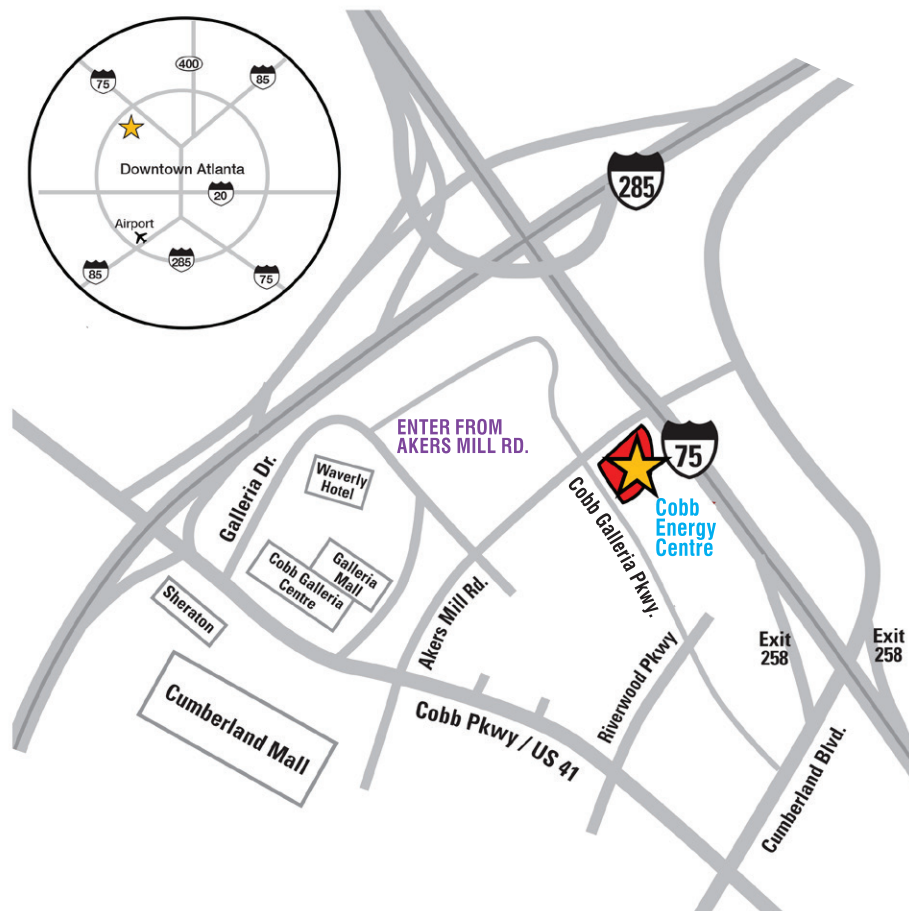 400
75
85
Downtown Atlanta
20
Airport
285
85
75
285
ENTER FROM
AKERS MILL RD.
75
Galleria Dr.
Waverly
Hotel
Cobb
Energy
Centre
Cobb Galleria Pkwy.
Galleria
Mall
Cobb Galleria
Centre
Sheraton
Akers Mill Rd.
Exit
258
Exit
258
Riverwood Pkwy
Cumberland Mall
Cobb Pkwy / US 41
Cumberland Blvd.